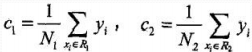 c₁ = 1/N₁ ∑_{xᵢ∈R₁} yᵢ , c₂ = 1/N₂ ∑_{xᵢ∈R₂} yᵢ